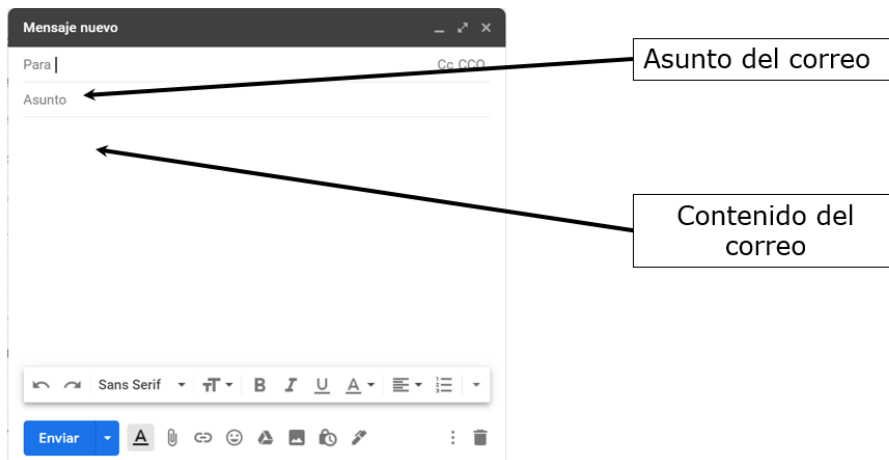 Mensaje nuevo
Para
Cc CCO
Asunto del correo
Asunto
Contenido del
correo
Sans Serif
B I U A
Enviar
A